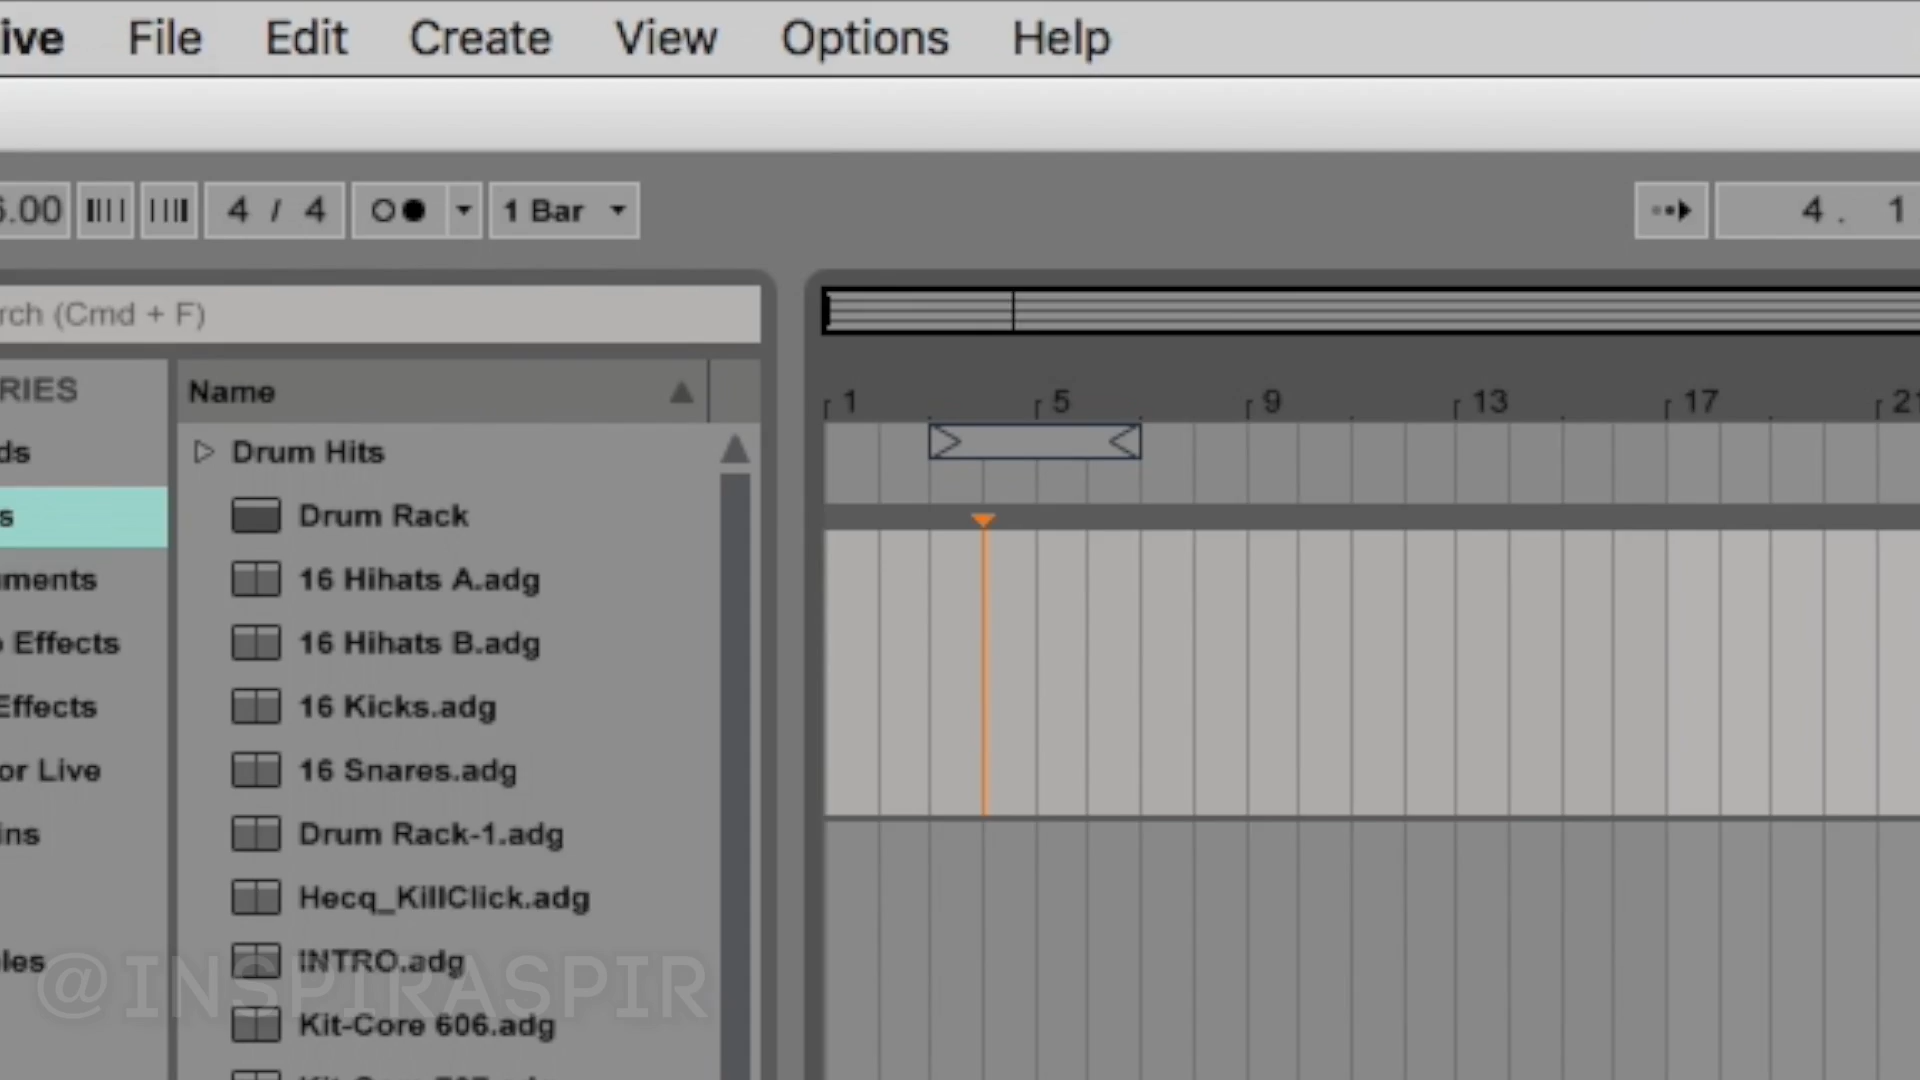 ive File Edit Create View Options Help
6.00 4 / 4 1 Bar 4 . 1
rch (Cmd + F)
RIES Name
1 5 9 13 17 21
ds Drum Hits
s Drum Rack
uments 16 Hihats A.adg
Effects 16 Hihats B.adg
Effects 16 Kicks.adg
or Live 16 Snares.adg
ins Drum Rack-1.adg
Hecq_KillClick.adg
les INTRO.adg
@INSPIRASPIR
Kit-Core 606.adg